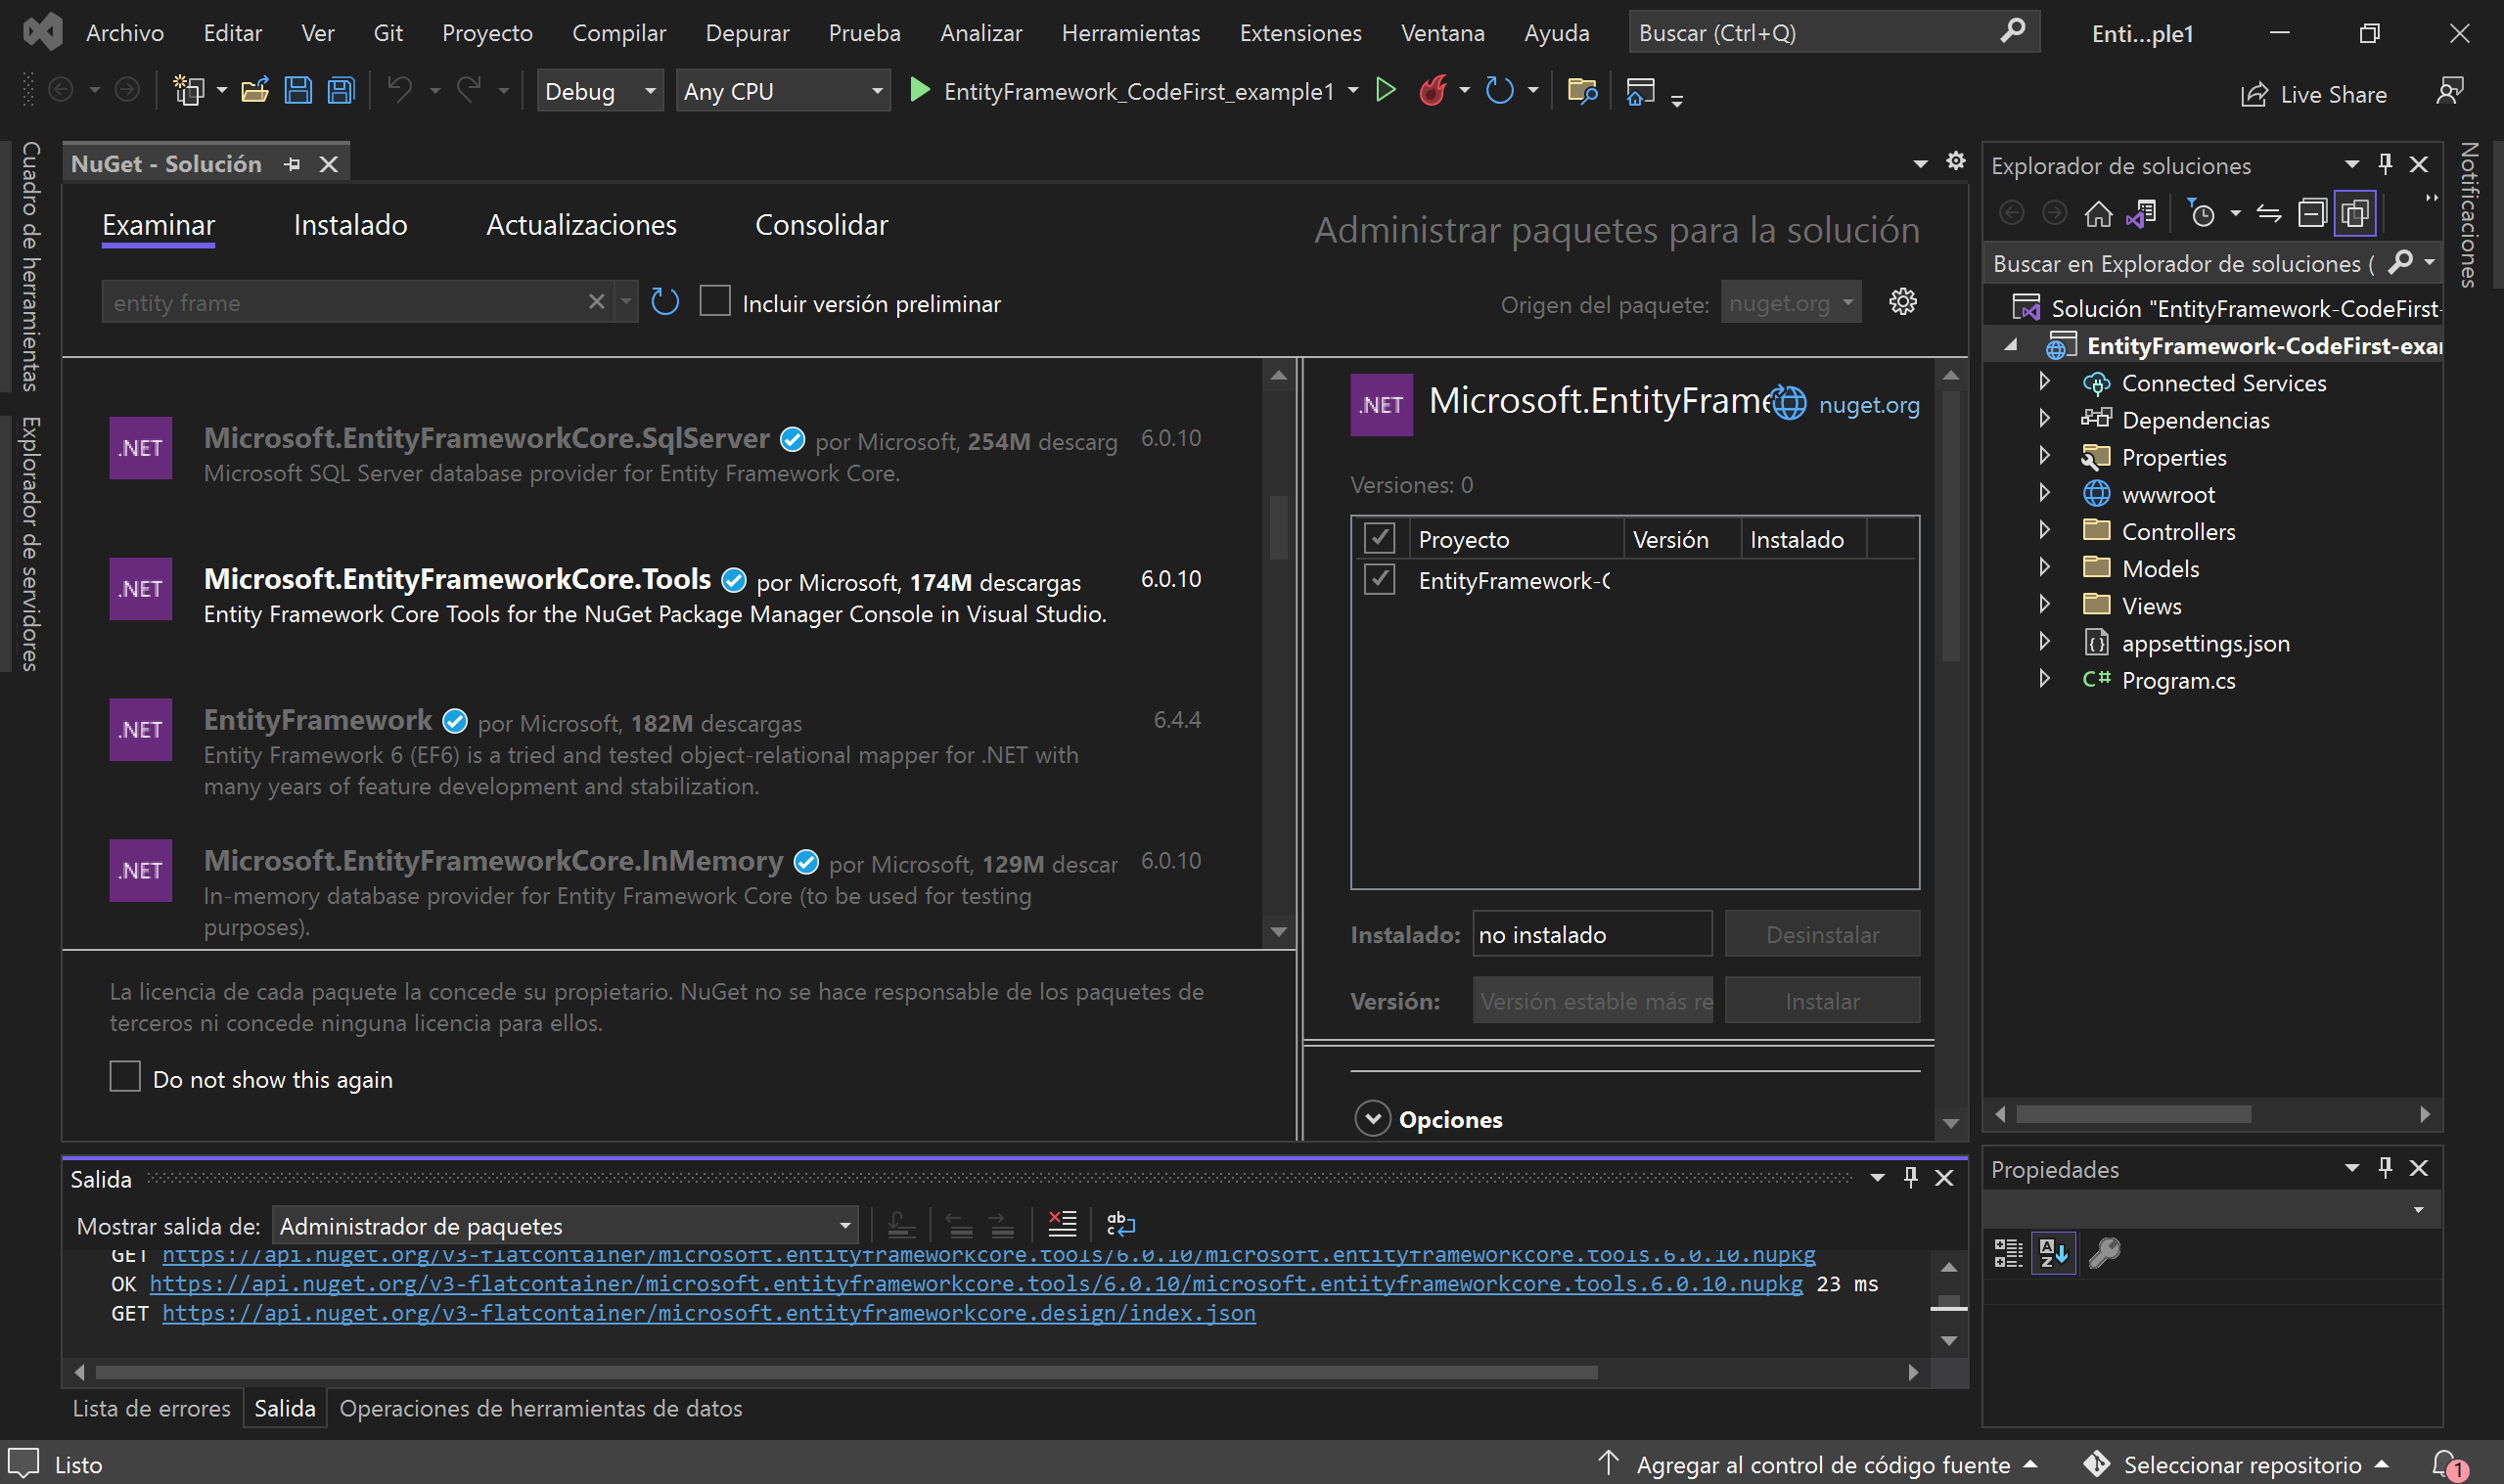 Archivo Editar Ver Git Proyecto Compilar Depurar Prueba Analizar Herramientas Extensiones Ventana Ayuda Buscar (Ctrl+Q) Enti...ple1
Debug Any CPU EntityFramework_CodeFirst_example1 Live Share
Cuadro de herramientas
Explorador de servidores
NuGet - Solución
Examinar Instalado Actualizaciones Consolidar
Administrar paquetes para la solución
entity frame
Incluir versión preliminar
Origen del paquete: nuget.org
.NET
Microsoft.EntityFrameworkCore.SqlServer por Microsoft, 254M descarg 6.0.10
Microsoft SQL Server database provider for Entity Framework Core.
.NET
Microsoft.EntityFrameworkCore.Tools por Microsoft, 174M descargas 6.0.10
Entity Framework Core Tools for the NuGet Package Manager Console in Visual Studio.
.NET
EntityFramework por Microsoft, 182M descargas 6.4.4
Entity Framework 6 (EF6) is a tried and tested object-relational mapper for .NET with
many years of feature development and stabilization.
.NET
Microsoft.EntityFrameworkCore.InMemory por Microsoft, 129M descar 6.0.10
In-memory database provider for Entity Framework Core (to be used for testing
purposes).
La licencia de cada paquete la concede su propietario. NuGet no se hace responsable de los paquetes de
terceros ni concede ninguna licencia para ellos.
Do not show this again
.NET Microsoft.EntityFrame nuget.org
Versiones: 0
Proyecto Versión Instalado
EntityFramework-C
Instalado: no instalado Desinstalar
Versión: Versión estable más re Instalar
Opciones
Explorador de soluciones
Buscar en Explorador de soluciones (
Solución "EntityFramework-CodeFirst-
EntityFramework-CodeFirst-exa
Connected Services
Dependencias
Properties
wwwroot
Controllers
Models
Views
appsettings.json
C# Program.cs
Notificaciones
Salida
Mostrar salida de: Administrador de paquetes
GET https://api.nuget.org/v3-flatcontainer/microsoft.entityframeworkcore.tools/6.0.10/microsoft.entityframeworkcore.tools.6.0.10.nupkg
OK https://api.nuget.org/v3-flatcontainer/microsoft.entityframeworkcore.tools/6.0.10/microsoft.entityframeworkcore.tools.6.0.10.nupkg 23 ms
GET https://api.nuget.org/v3-flatcontainer/microsoft.entityframeworkcore.design/index.json
Lista de errores Salida Operaciones de herramientas de datos
Propiedades
Listo Agregar al control de código fuente Seleccionar repositorio 1